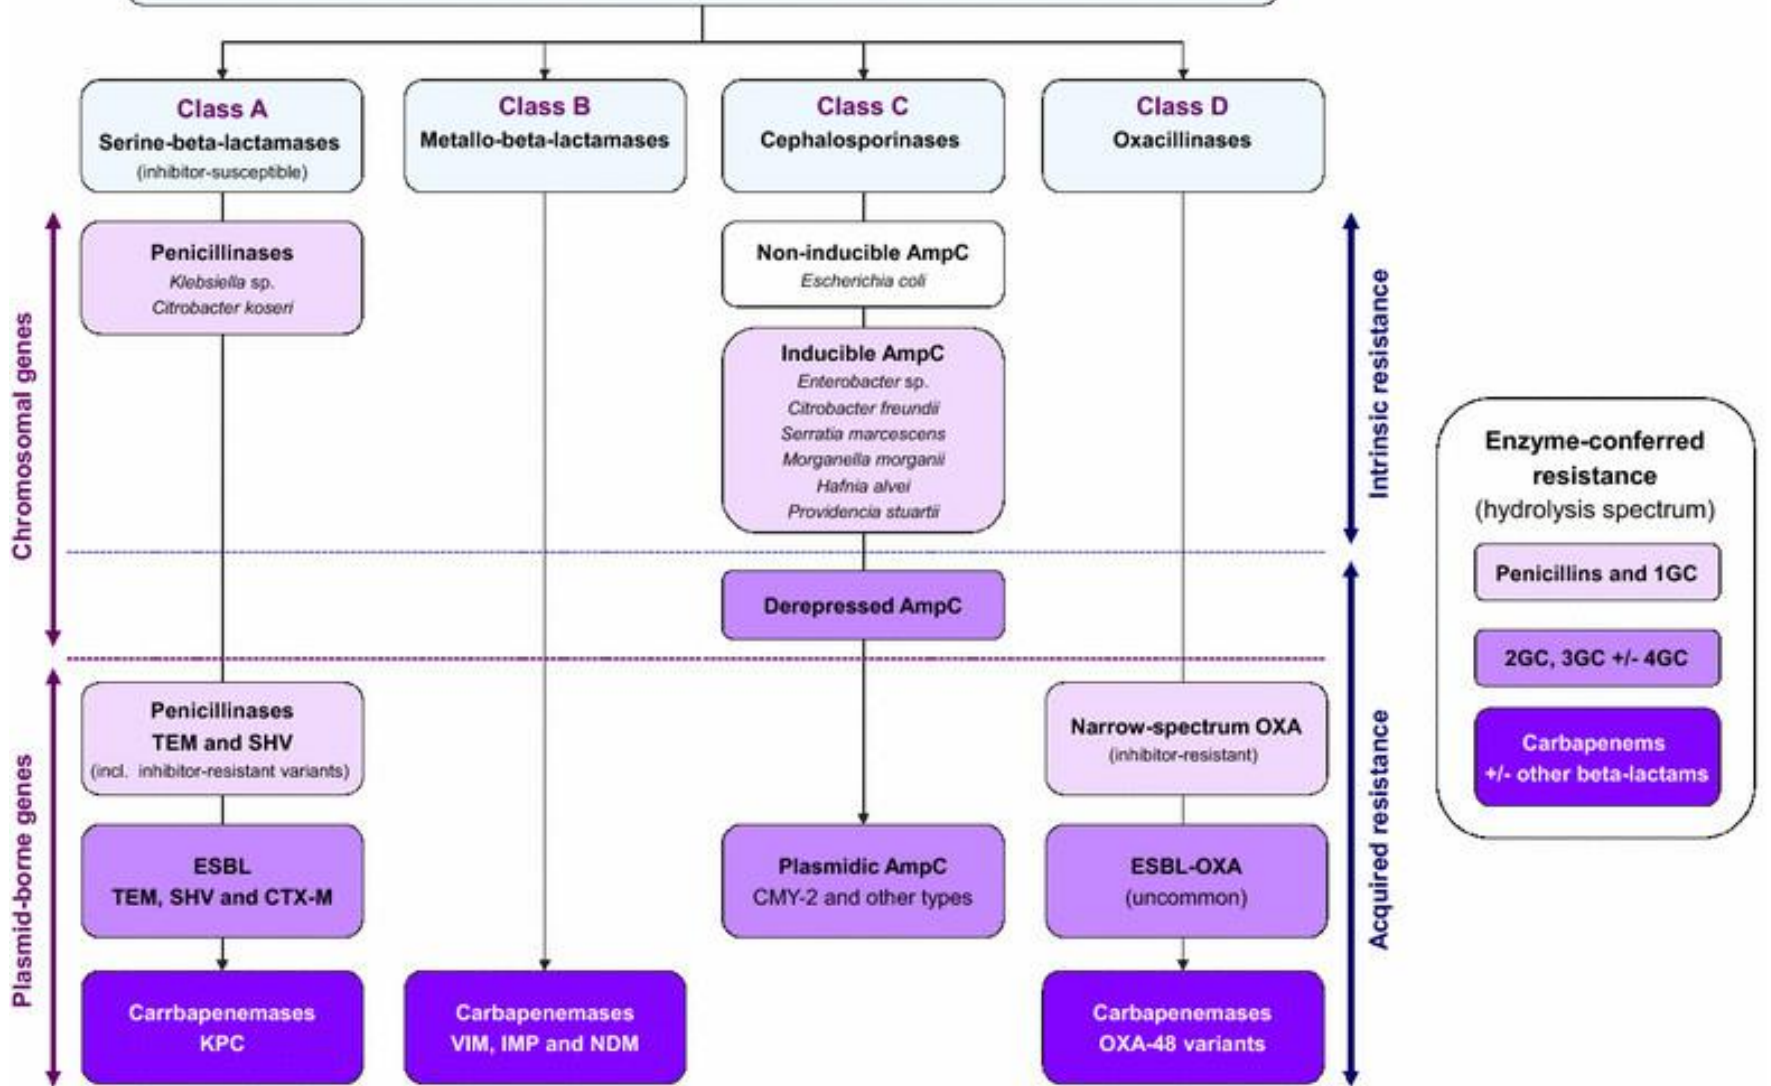 Class A
Serine-beta-lactamases
(inhibitor-susceptible)
Class B
Metallo-beta-lactamases
Class C
Cephalosporinases
Class D
Oxacillinases
Chromosomal genes
Penicillinases
Klebsiella sp.
Citrobacter koseri
Non-inducible AmpC
Escherichia coli
Inducible AmpC
Enterobacter sp.
Citrobacter freundii
Serratia marcescens
Morganella morganii
Hafnia alvei
Providencia stuartii
Intrinsic resistance
Derepressed AmpC
Plasmid-borne genes
Penicillinases
TEM and SHV
(incl. inhibitor-resistant variants)
Narrow-spectrum OXA
(inhibitor-resistant)
ESBL
TEM, SHV and CTX-M
Plasmidic AmpC
CMY-2 and other types
ESBL-OXA
(uncommon)
Acquired resistance
Carrbapenemases
KPC
Carbapenemases
VIM, IMP and NDM
Carbapenemases
OXA-48 variants
Enzyme-conferred
resistance
(hydrolysis spectrum)
Penicillins and 1GC
2GC, 3GC +/- 4GC
Carbapenems
+/- other beta-lactams